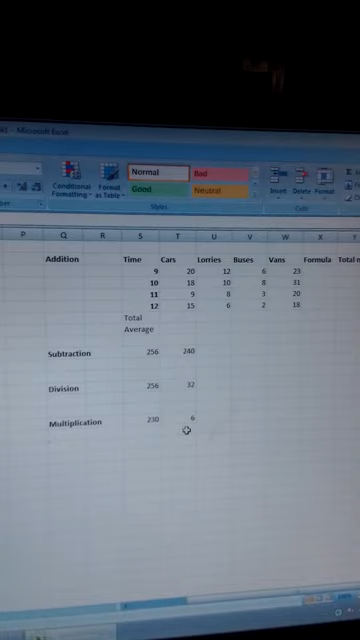 Microsoft Excel
Conditional Formatting
Format as Table
Normal
Bad
Good
Neutral
Styles
Insert
Delete
Format
Cells
P Q R S T U V W X Y
Addition Time Cars Lorries Buses Vans Formula Total
9 20 12 6 23
10 18 10 8 31
11 9 8 3 20
12 15 6 2 18
Total
Average
Subtraction 256 240
Division 256 32
Multiplication 230 6
100%